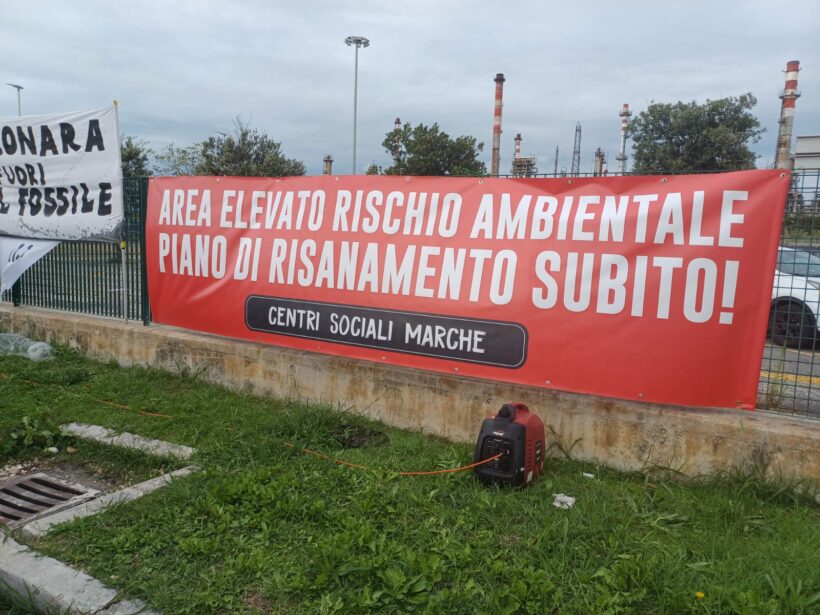 ONARA
FUORI
L FOSSILE
AREA ELEVATO RISCHIO AMBIENTALE
PIANO DI RISANAMENTO SUBITO!
CENTRI SOCIALI MARCHE